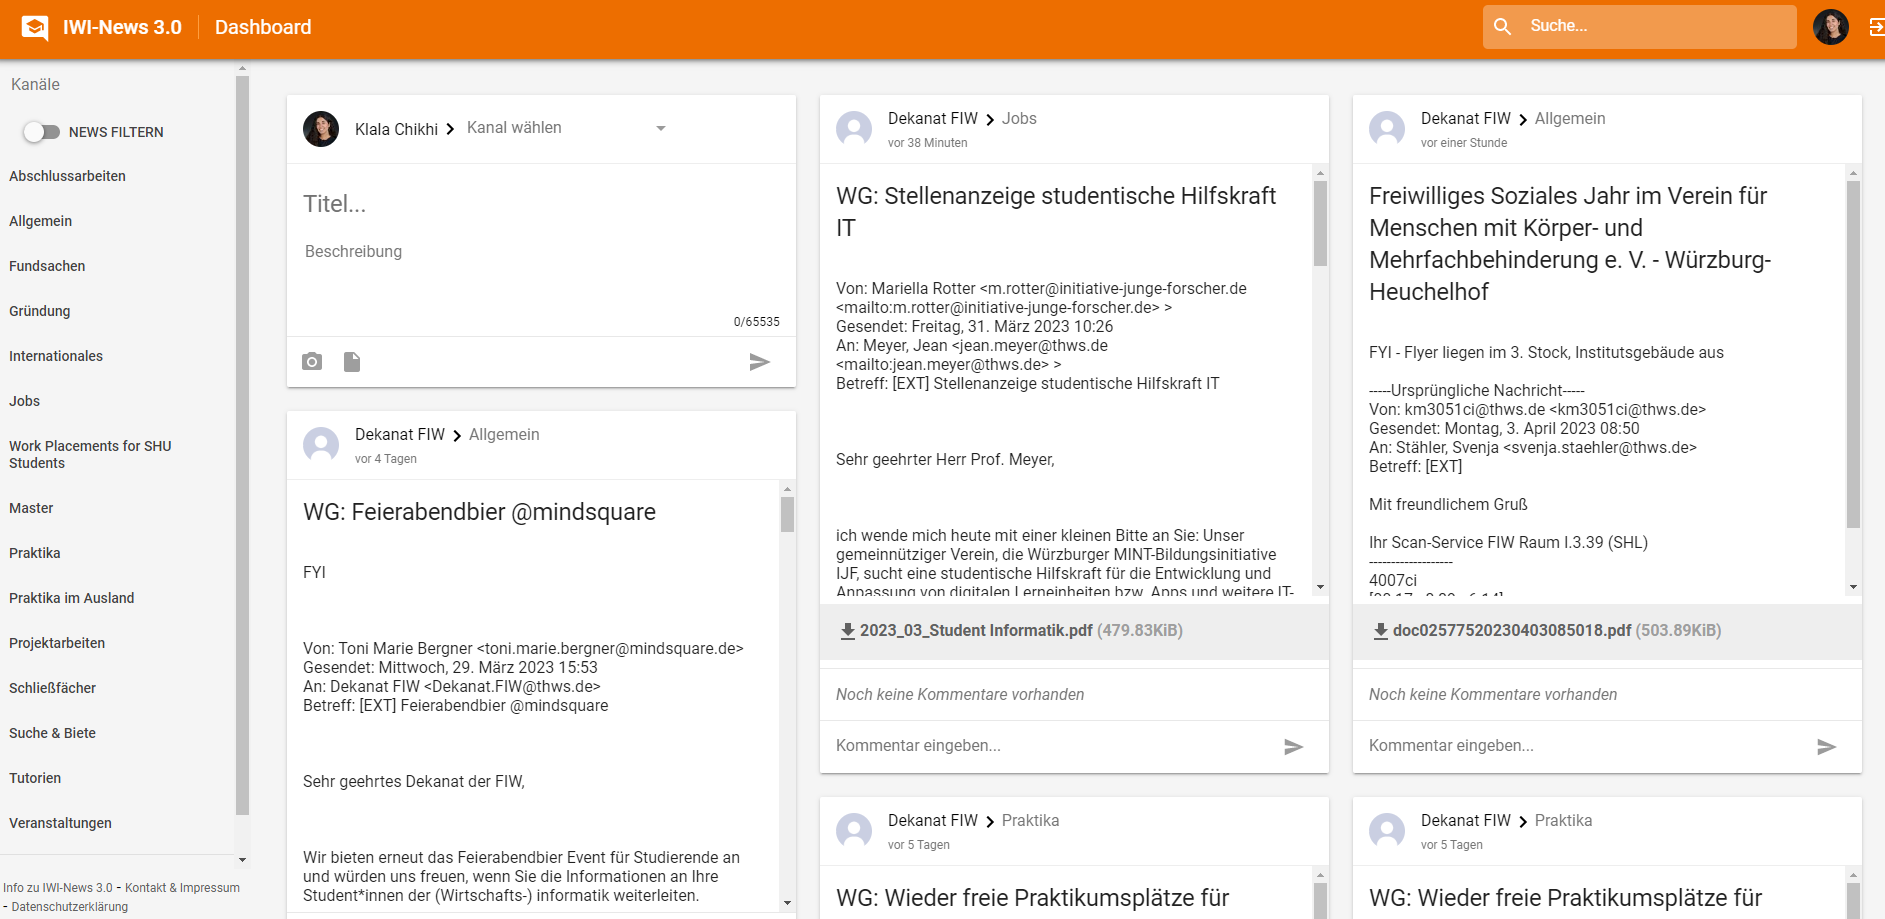 IWI-News 3.0
Dashboard
Suche...
Kanäle
NEWS FILTERN
Abschlussarbeiten
Allgemein
Fundsachen
Gründung
Internationales
Jobs
Work Placements for SHU
Students
Master
Praktika
Praktika im Ausland
Projektarbeiten
Schließfächer
Suche & Biete
Tutorien
Veranstaltungen
Info zu IWI-News 3.0 - Kontakt & Impressum
- Datenschutzerklärung
Klala Chikhi
Kanal wählen
Titel...
Beschreibung
0/65535
Dekanat FIW
Allgemein
vor 4 Tagen
WG: Feierabendbier @mindsquare
FYI
Von: Toni Marie Bergner <toni.marie.bergner@mindsquare.de>
Gesendet: Mittwoch, 29. März 2023 15:53
An: Dekanat FIW <Dekanat.FIW@thws.de>
Betreff: [EXT] Feierabendbier @mindsquare
Sehr geehrtes Dekanat der FIW,
Wir bieten erneut das Feierabendbier Event für Studierende an
und würden uns freuen, wenn Sie die Informationen an Ihre
Student*innen der (Wirtschafts-) informatik weiterleiten.
Dekanat FIW
Jobs
vor 38 Minuten
WG: Stellenanzeige studentische Hilfskraft
IT
Von: Mariella Rotter <m.rotter@initiative-junge-forscher.de
<mailto:m.rotter@initiative-junge-forscher.de> >
Gesendet: Freitag, 31. März 2023 10:26
An: Meyer, Jean <jean.meyer@thws.de
<mailto:jean.meyer@thws.de> >
Betreff: [EXT] Stellenanzeige studentische Hilfskraft IT
Sehr geehrter Herr Prof. Meyer,
ich wende mich heute mit einer kleinen Bitte an Sie: Unser
gemeinnütziger Verein, die Würzburger MINT-Bildungsinitiative
IJF, sucht eine studentische Hilfskraft für die Entwicklung und
Anpassung von digitalen Lerneinheiten bzw. Apps und weitere IT-
2023_03_Student Informatik.pdf (479.83KiB)
Noch keine Kommentare vorhanden
Kommentar eingeben...
Dekanat FIW
Praktika
vor 5 Tagen
WG: Wieder freie Praktikumsplätze für
Dekanat FIW
Allgemein
vor einer Stunde
Freiwilliges Soziales Jahr im Verein für
Menschen mit Körper- und
Mehrfachbehinderung e. V. - Würzburg-
Heuchelhof
FYI - Flyer liegen im 3. Stock, Institutsgebäude aus
-----Ursprüngliche Nachricht-----
Von: km3051ci@thws.de <km3051ci@thws.de>
Gesendet: Montag, 3. April 2023 08:50
An: Stähler, Svenja <svenja.staehler@thws.de>
Betreff: [EXT]
Mit freundlichem Gruß
Ihr Scan-Service FIW Raum I.3.39 (SHL)
-------------------
4007ci
doc02577520230403085018.pdf (503.89KiB)
Noch keine Kommentare vorhanden
Kommentar eingeben...
Dekanat FIW
Praktika
vor 5 Tagen
WG: Wieder freie Praktikumsplätze für